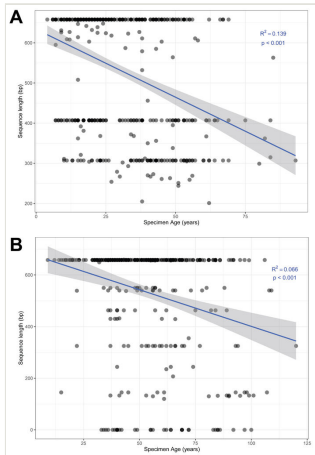 A
R² = 0.139
p < 0.001
600
500
400
300
200
Sequence length (bp)
25
50
75
Specimen Age (years)
B
R² = 0.066
p < 0.001
600
400
200
0
Sequence length (bp)
25
50
75
100
125
Specimen Age (years)